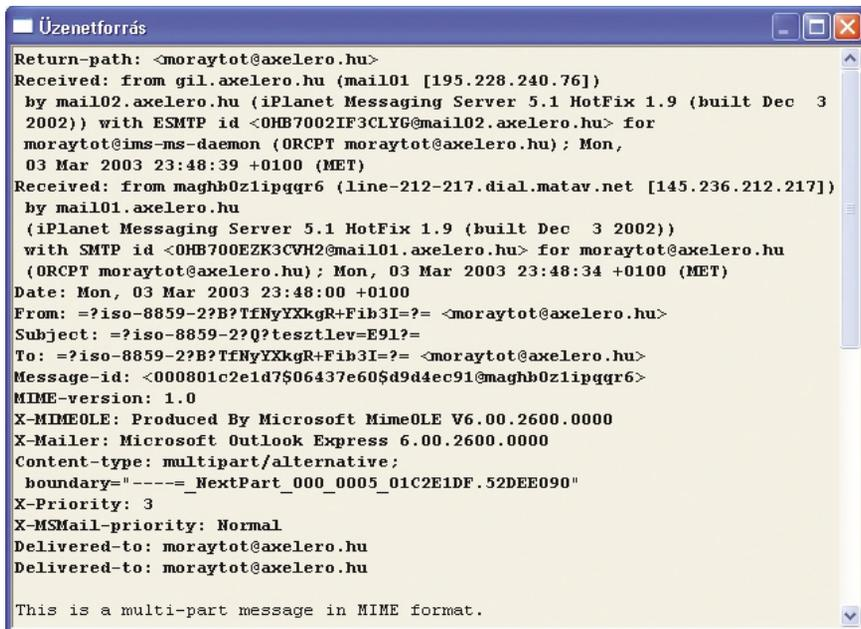 Üzenetforrás
Return-path: <moraytot@axelero.hu>
Received: from gil.axelero.hu (mail01 [195.228.240.76])
by mail02.axelero.hu (iPlanet Messaging Server 5.1 HotFix 1.9 (built Dec  3
2002)) with ESMTP id <0HB7002IF3CLYG@mail02.axelero.hu> for
moraytot@ims-ms-daemon (ORCPT moraytot@axelero.hu); Mon,
03 Mar 2003 23:48:39 +0100 (MET)
Received: from maghb0z1ipqqr6 (line-212-217.dial.matav.net [145.236.212.217])
by mail01.axelero.hu
(iPlanet Messaging Server 5.1 HotFix 1.9 (built Dec  3 2002))
with SMTP id <0HB700EZK3CVH2@mail01.axelero.hu> for moraytot@axelero.hu
(ORCPT moraytot@axelero.hu); Mon, 03 Mar 2003 23:48:34 +0100 (MET)
Date: Mon, 03 Mar 2003 23:48:00 +0100
From: =?iso-8859-2?B?TfNyYXkgR+Fib3I=?= <moraytot@axelero.hu>
Subject: =?iso-8859-2?Q?tesztlev=E9l?=
To: =?iso-8859-2?B?TfNyYXkgR+Fib3I=?= <moraytot@axelero.hu>
Message-id: <000801c2e1d7$06437e60$d9d4ec91@maghb0z1ipqqr6>
MIME-version: 1.0
X-MIMEOLE: Produced By Microsoft MimeOLE V6.00.2600.0000
X-Mailer: Microsoft Outlook Express 6.00.2600.0000
Content-type: multipart/alternative;
boundary="----=_NextPart_000_0005_01C2E1DF.52DEE090"
X-Priority: 3
X-MSMail-priority: Normal
Delivered-to: moraytot@axelero.hu
Delivered-to: moraytot@axelero.hu
This is a multi-part message in MIME format.